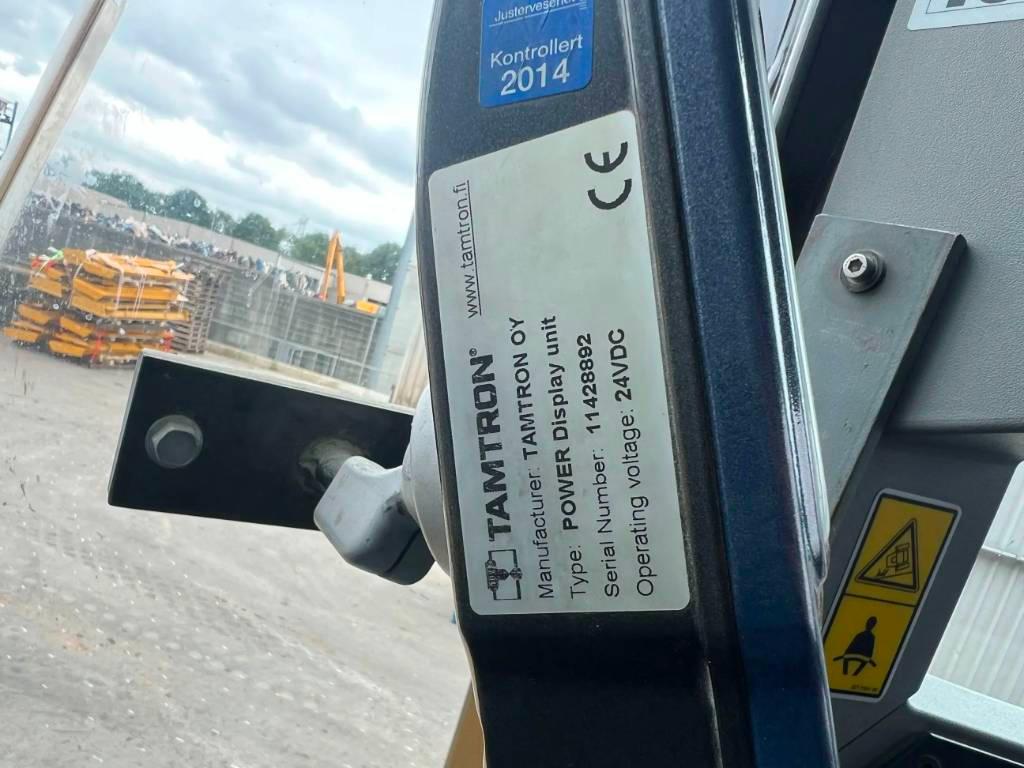 Kontrollert
2014
www.tamtron.fi
CE
TAMTRON®
Manufacturer: TAMTRON OY
Type: POWER Display unit
Serial Number: 11428892
Operating voltage: 24VDC